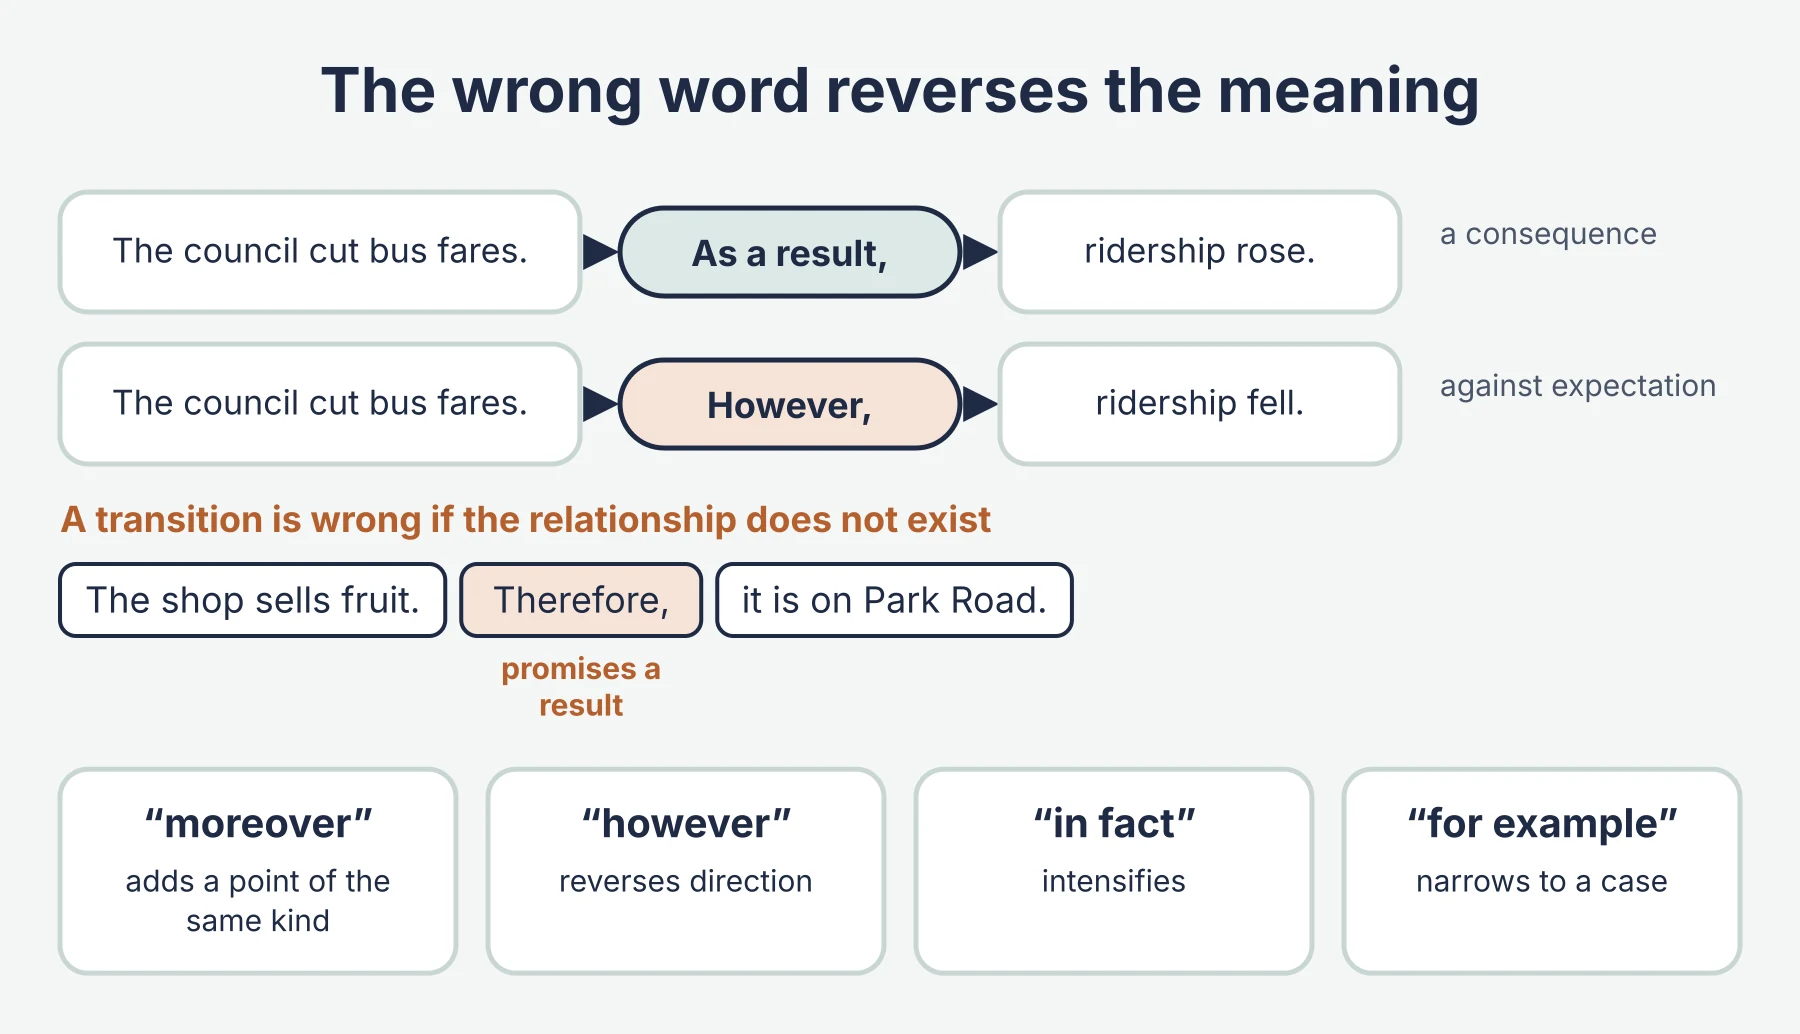 The wrong word reverses the meaning
The council cut bus fares. As a result, ridership rose. a consequence
The council cut bus fares. However, ridership fell. against expectation
A transition is wrong if the relationship does not exist
The shop sells fruit. Therefore, it is on Park Road.
promises a
result
“moreover”
adds a point of the
same kind
“however”
reverses direction
“in fact”
intensifies
“for example”
narrows to a case